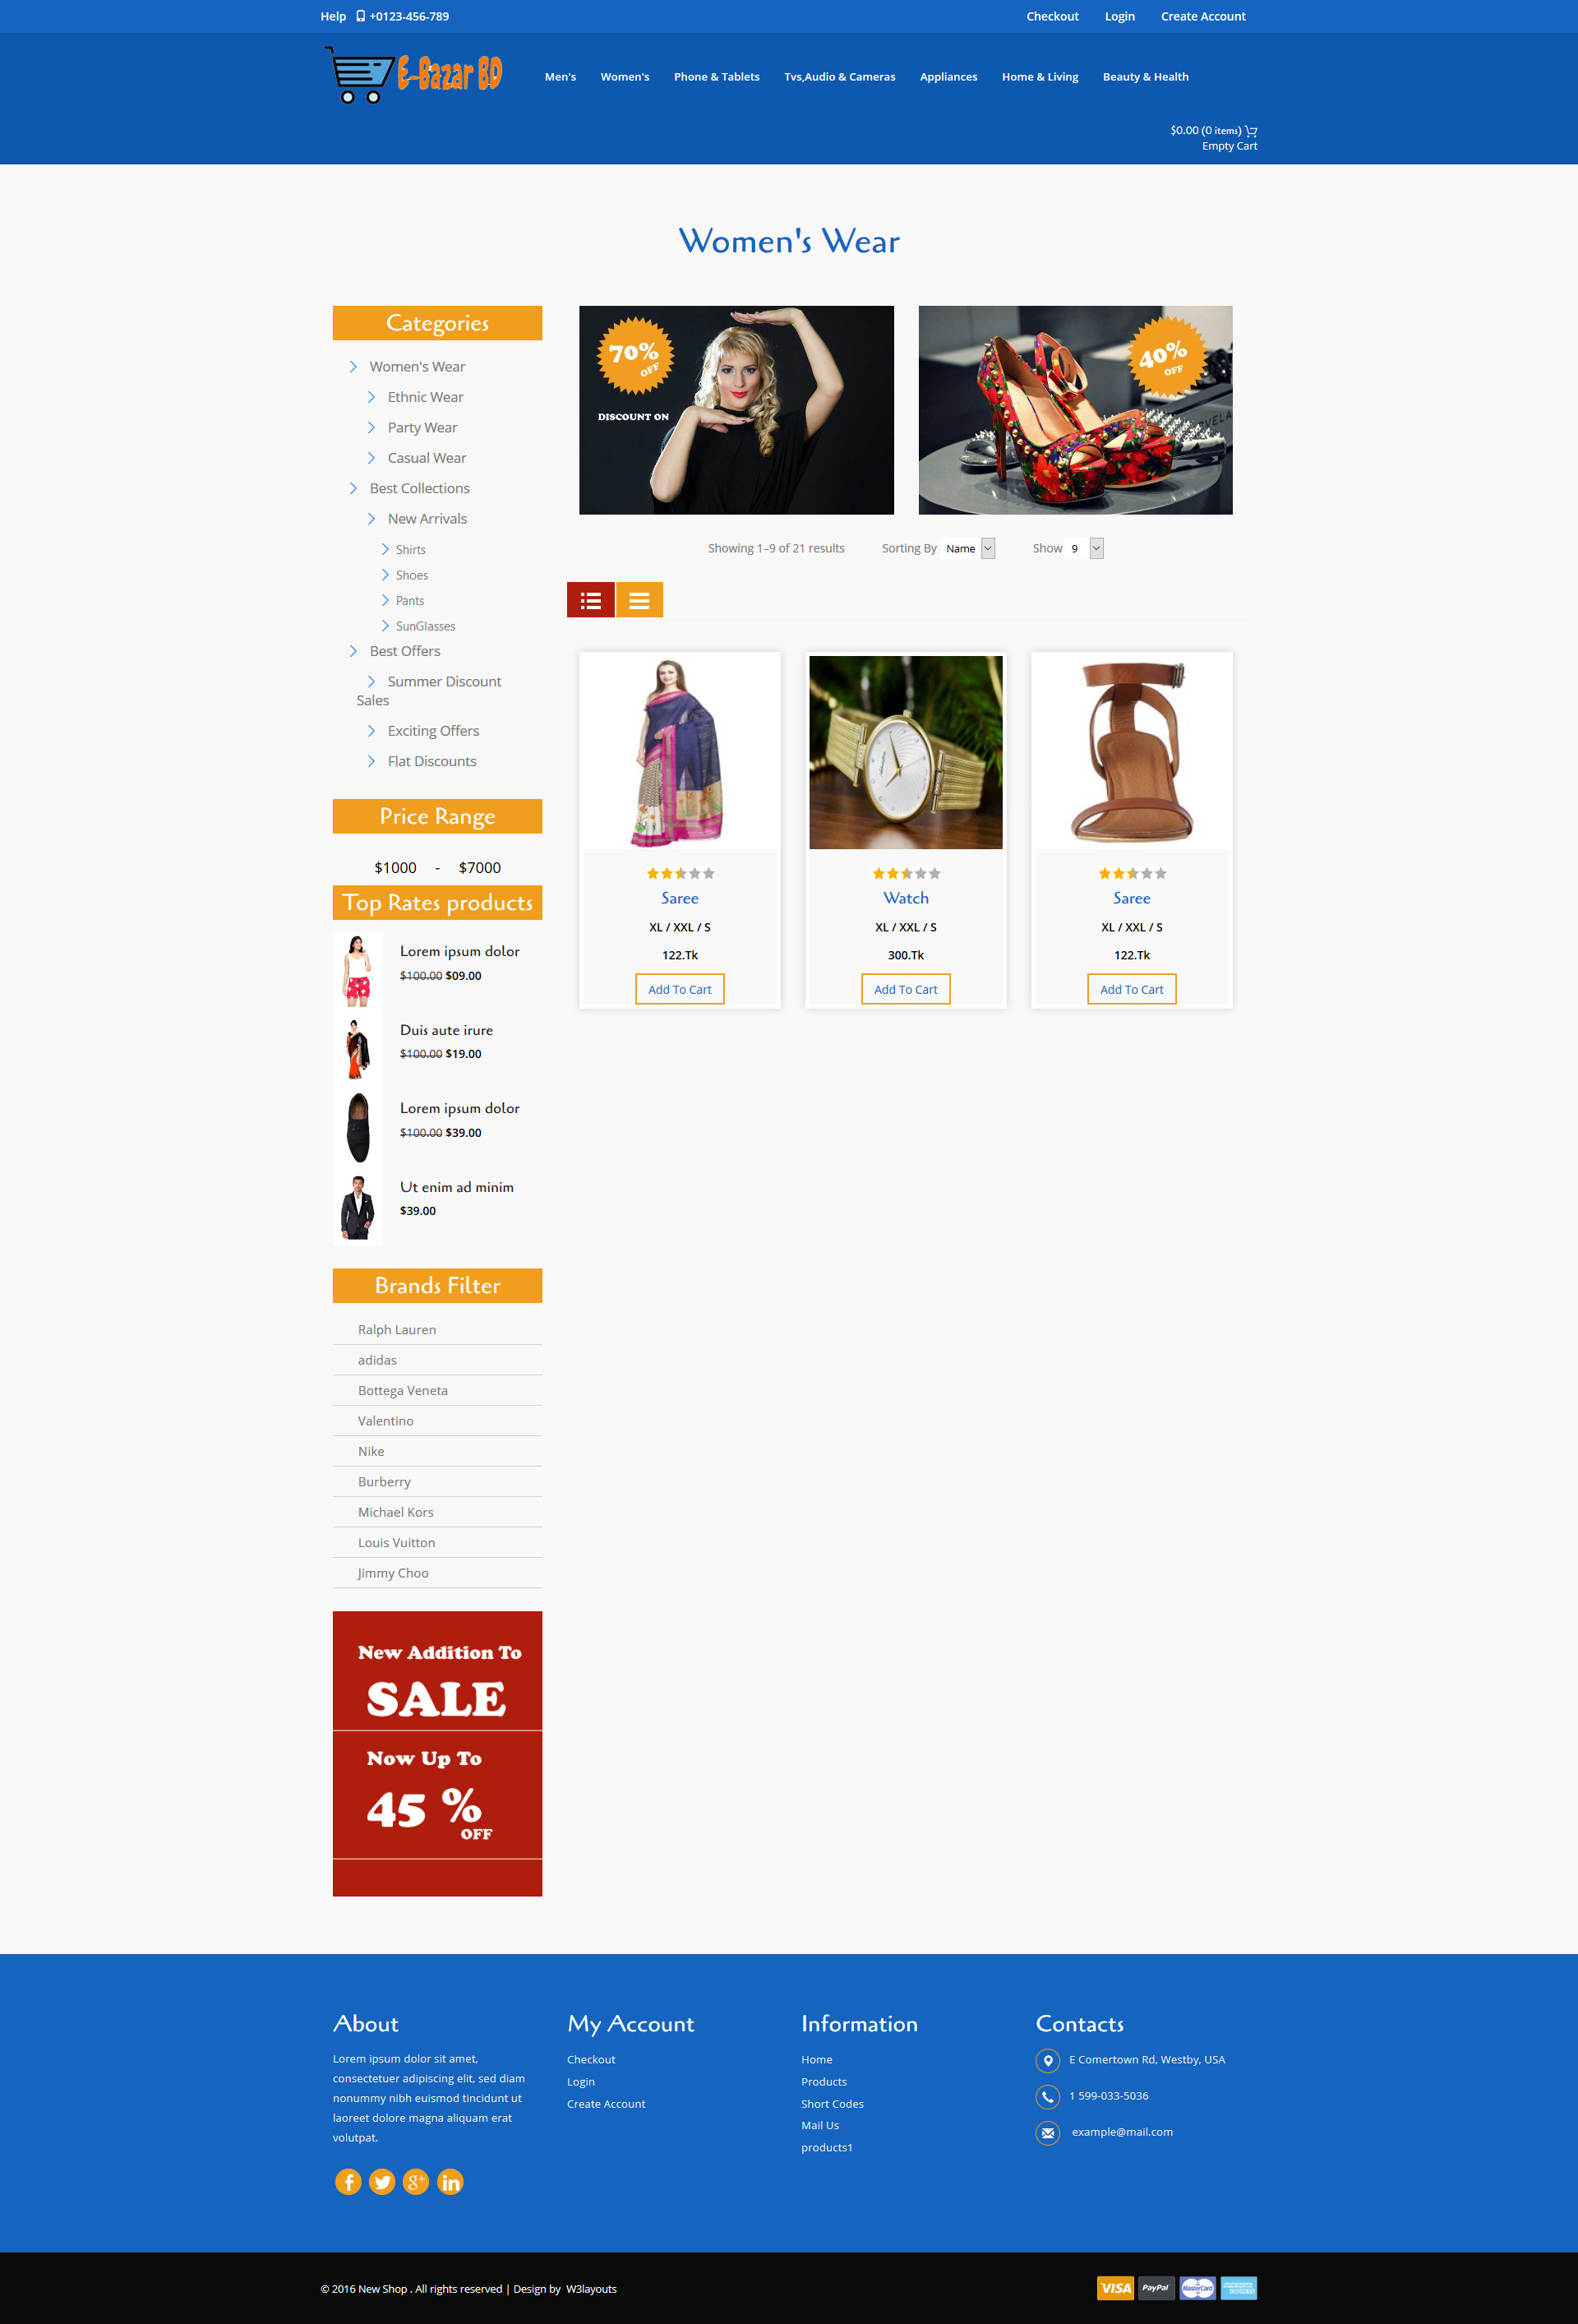 Help +0123-456-789
Checkout Login Create Account
E-Bazar BD
Men's Women's Phone & Tablets Tvs,Audio & Cameras Appliances Home & Living Beauty & Health
$0.00 (0 items)
Empty Cart
Women's Wear
Categories
Women's Wear
Ethnic Wear
Party Wear
Casual Wear
Best Collections
New Arrivals
Shirts
Shoes
Pants
SunGlasses
Best Offers
Summer Discount
Sales
Exciting Offers
Flat Discounts
Price Range
$1000 - $7000
Top Rates products
Lorem ipsum dolor
$100.00 $09.00
Duis aute irure
$100.00 $19.00
Lorem ipsum dolor
$100.00 $39.00
Ut enim ad minim
$39.00
Brands Filter
Ralph Lauren
adidas
Bottega Veneta
Valentino
Nike
Burberry
Michael Kors
Louis Vuitton
Jimmy Choo
New Addition To
SALE
Now Up To
45 %
OFF
70%
OFF
DISCOUNT ON
40%
OFF
Showing 1–9 of 21 results Sorting By Name Show 9
Saree
XL / XXL / S
122.Tk
Add To Cart
Watch
XL / XXL / S
300.Tk
Add To Cart
Saree
XL / XXL / S
122.Tk
Add To Cart
About
Lorem ipsum dolor sit amet,
consectetuer adipiscing elit, sed diam
nonummy nibh euismod tincidunt ut
laoreet dolore magna aliquam erat
volutpat.
My Account
Checkout
Login
Create Account
Information
Home
Products
Short Codes
Mail Us
products1
Contacts
E Comertown Rd, Westby, USA
1 599-033-5036
example@mail.com
© 2016 New Shop . All rights reserved | Design by W3layouts
VISA PayPal MasterCard